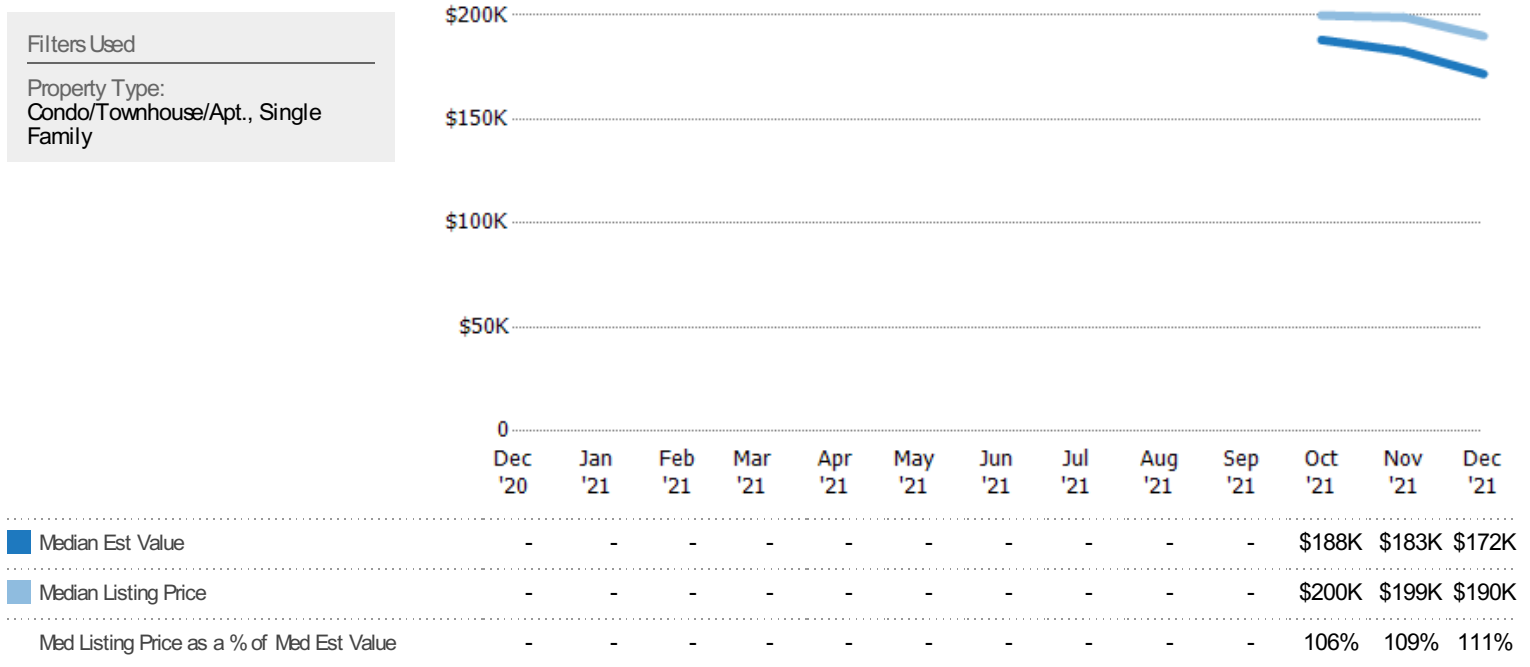 Filters Used
Property Type:
Condo/Townhouse/Apt., Single
Family
$200K
$150K
$100K
$50K
0
Dec Jan Feb Mar Apr May Jun Jul Aug Sep Oct Nov Dec
'20 '21 '21 '21 '21 '21 '21 '21 '21 '21 '21 '21 '21
Median Est Value - - - - - - - - - - $188K $183K $172K
Median Listing Price - - - - - - - - - - $200K $199K $190K
Med Listing Price as a % of Med Est Value - - - - - - - - - - 106% 109% 111%